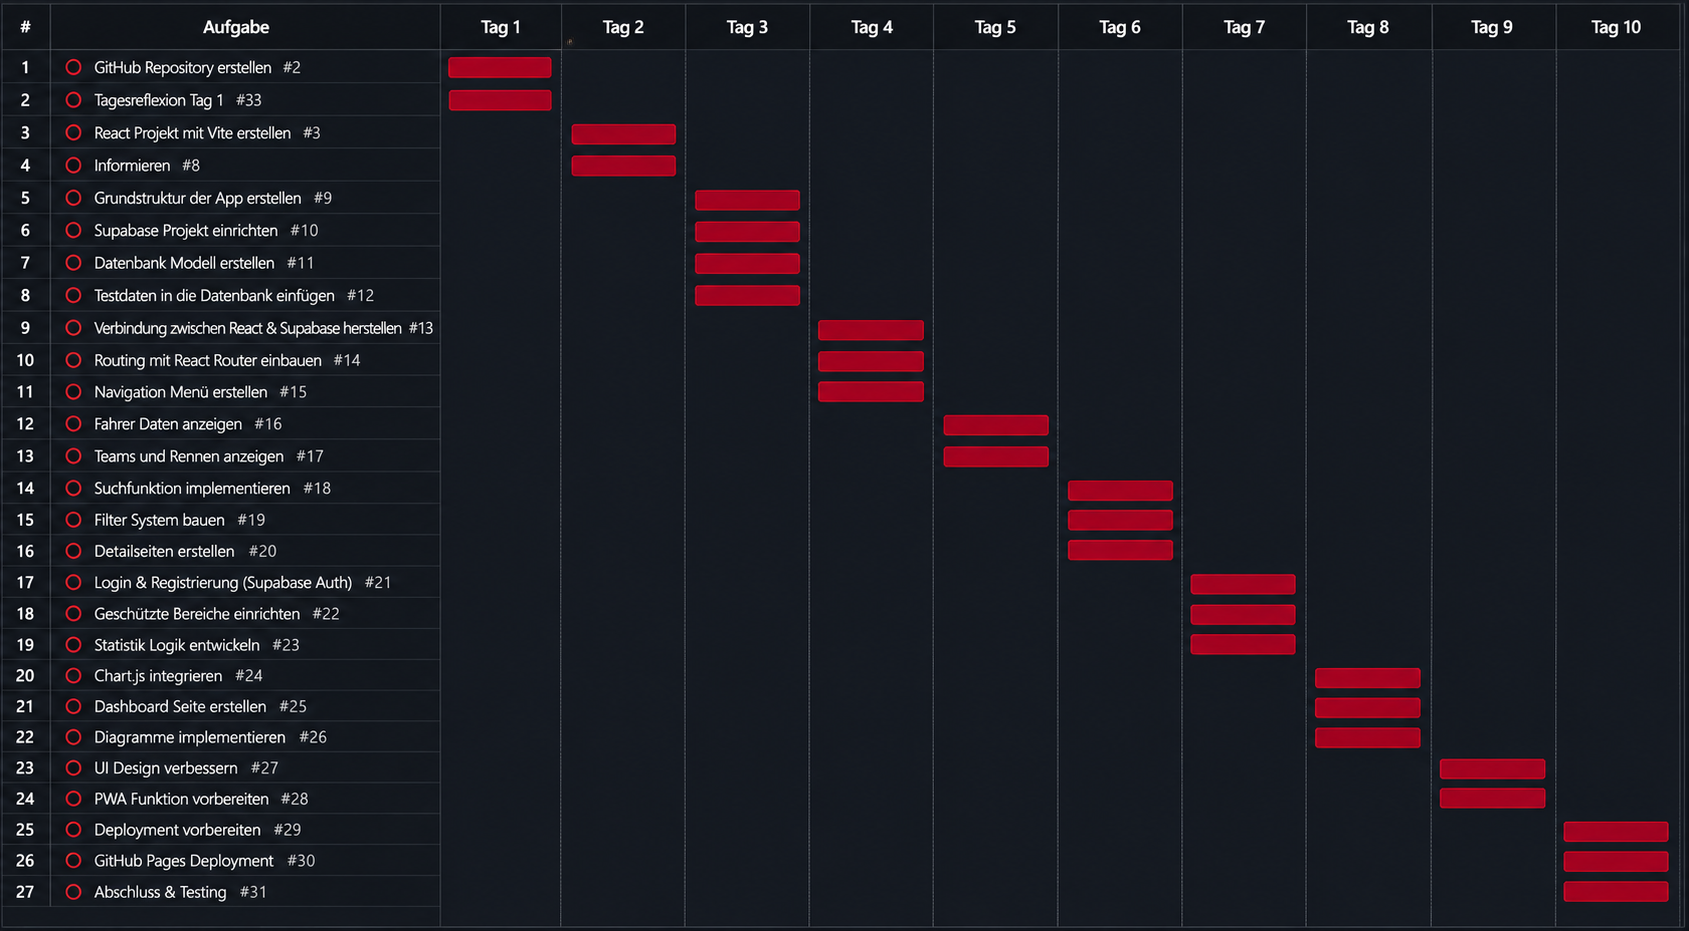 # Aufgabe Tag 1 Tag 2 Tag 3 Tag 4 Tag 5 Tag 6 Tag 7 Tag 8 Tag 9 Tag 10
1 GitHub Repository erstellen #2
2 Tagesreflexion Tag 1 #33
3 React Projekt mit Vite erstellen #3
4 Informieren #8
5 Grundstruktur der App erstellen #9
6 Supabase Projekt einrichten #10
7 Datenbank Modell erstellen #11
8 Testdaten in die Datenbank einfügen #12
9 Verbindung zwischen React & Supabase herstellen #13
10 Routing mit React Router einbauen #14
11 Navigation Menü erstellen #15
12 Fahrer Daten anzeigen #16
13 Teams und Rennen anzeigen #17
14 Suchfunktion implementieren #18
15 Filter System bauen #19
16 Detailseiten erstellen #20
17 Login & Registrierung (Supabase Auth) #21
18 Geschützte Bereiche einrichten #22
19 Statistik Logik entwickeln #23
20 Chart.js integrieren #24
21 Dashboard Seite erstellen #25
22 Diagramme implementieren #26
23 UI Design verbessern #27
24 PWA Funktion vorbereiten #28
25 Deployment vorbereiten #29
26 GitHub Pages Deployment #30
27 Abschluss & Testing #31